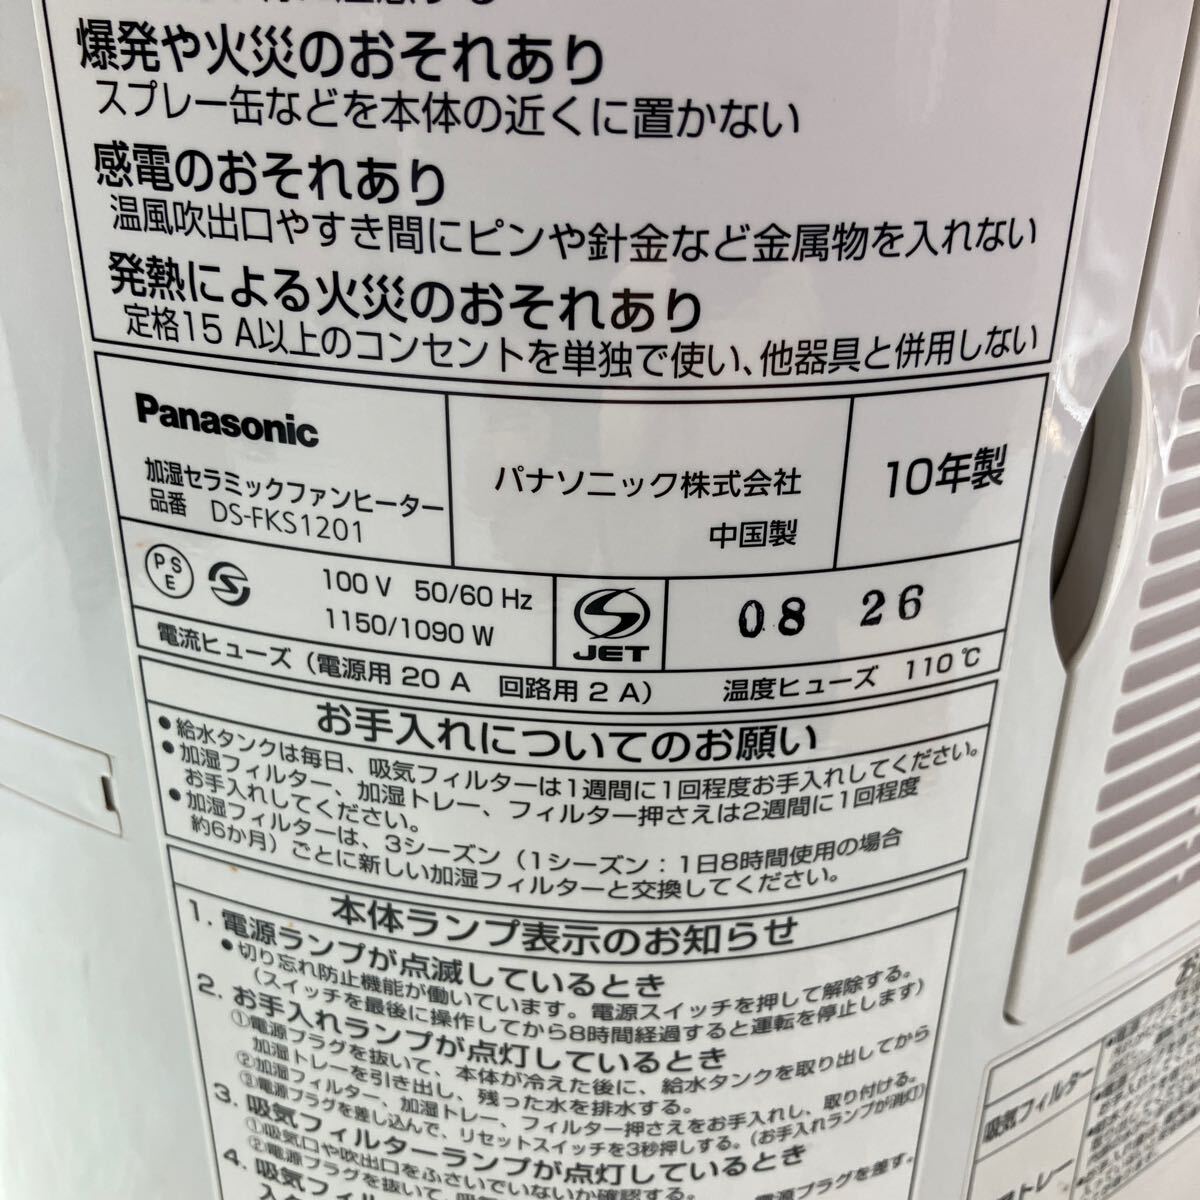 爆発や火災のおそれあり
スプレー缶などを本体の近くに置かない
感電のおそれあり
温風吹出口やすき間にピンや針金など金属物を入れない
発熱による火災のおそれあり
定格15 A以上のコンセントを単独で使い、他器具と併用しない
Panasonic
加湿セラミックファンヒーター
品番 DS-FKS1201
パナソニック株式会社
中国製
10年製
PSE
100 V 50/60 Hz
1150/1090 W
JET
08 26
電流ヒューズ（電源用 20 A 回路用 2 A） 温度ヒューズ 110℃
お手入れについてのお願い
●給水タンクは毎日、吸気フィルターは1週間に1回程度お手入れしてください。
●加湿フィルター、加湿トレー、フィルター押さえは2週間に1回程度
お手入れしてください。
●加湿フィルターは、3シーズン（1シーズン：1日8時間使用の場合
約6か月）ごとに新しい加湿フィルターと交換してください。
本体ランプ表示のお知らせ
1. 電源ランプが点滅しているとき
●切り忘れ防止機能が働いています。電源スイッチを押して解除する。
（スイッチを最後に操作してから8時間経過すると運転を停止します）
2. お手入れランプが点灯しているとき
①電源プラグを抜いて、本体が冷えた後に、給水タンクを取り出してから
加湿トレーを引き出し、残った水を排水する。
②加湿フィルター、加湿トレー、フィルター押さえをお手入れし、取り付ける。
③電源プラグを差し込んで、リセットスイッチを3秒押しする。（お手入れランプが消灯）
3. 吸気フィルターランプが点灯しているとき
①吸気口や吹出口をふさいでいないか確認する。
②電源プラグを抜いて、
電源プラグを差す。
4. 吸気フィル
吸気フィルター
トレー